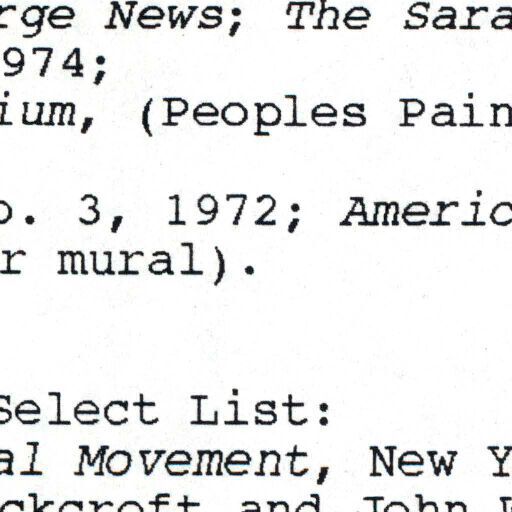 rge News; The Sara
974;
ium, (Peoples Pain
o. 3, 1972; Americ
r mural).
Select List:
al Movement, New Y
ckcroft and John